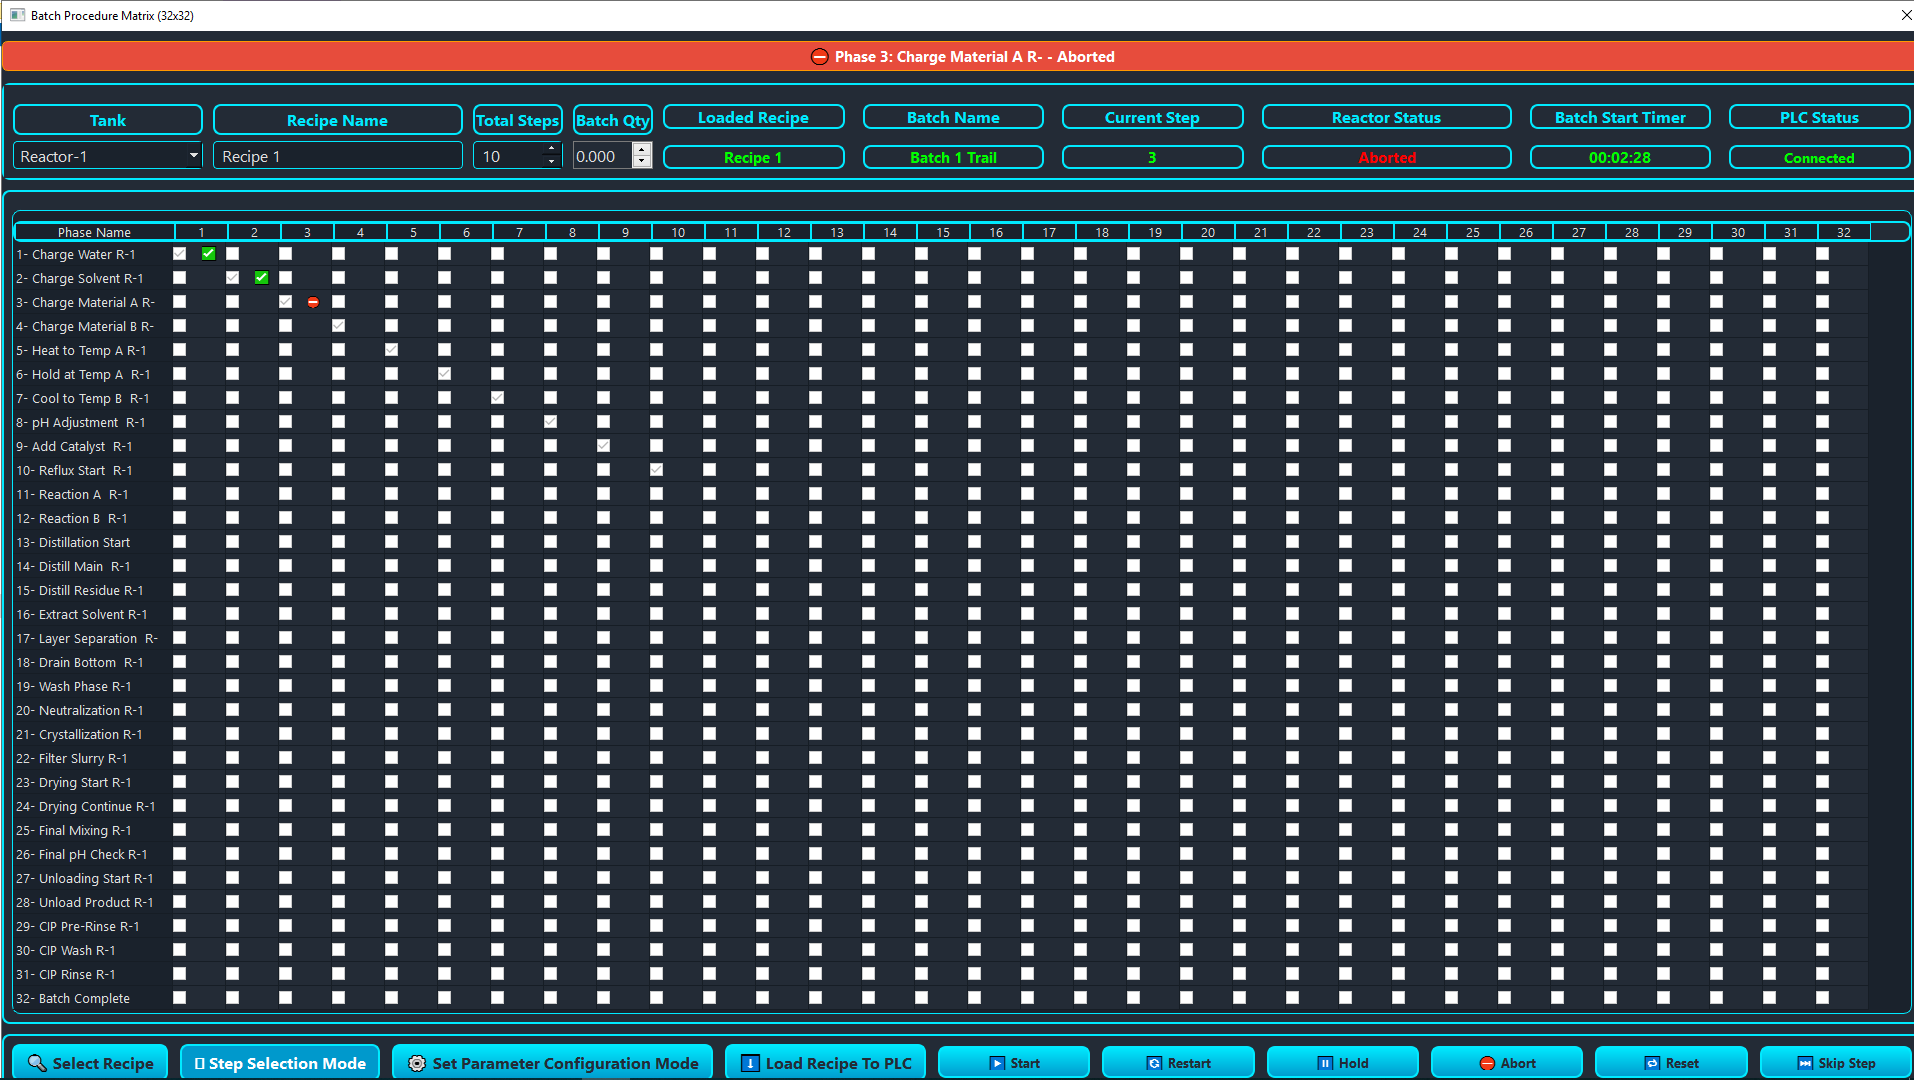 Batch Procedure Matrix (32x32)
Phase 3: Charge Material A R- - Aborted
Tank Recipe Name Total Steps Batch Qty Loaded Recipe Batch Name Current Step Reactor Status Batch Start Timer PLC Status
Reactor-1 Recipe 1 10 0.000 Recipe 1 Batch 1 Trail 3 Aborted 00:02:28 Connected
Phase Name 1 2 3 4 5 6 7 8 9 10 11 12 13 14 15 16 17 18 19 20 21 22 23 24 25 26 27 28 29 30 31 32
1- Charge Water R-1
2- Charge Solvent R-1
3- Charge Material A R-
4- Charge Material B R-
5- Heat to Temp A R-1
6- Hold at Temp A  R-1
7- Cool to Temp B  R-1
8- pH Adjustment  R-1
9- Add Catalyst  R-1
10- Reflux Start  R-1
11- Reaction A  R-1
12- Reaction B  R-1
13- Distillation Start
14- Distill Main  R-1
15- Distill Residue R-1
16- Extract Solvent R-1
17- Layer Separation  R-
18- Drain Bottom  R-1
19- Wash Phase R-1
20- Neutralization R-1
21- Crystallization R-1
22- Filter Slurry R-1
23- Drying Start R-1
24- Drying Continue R-1
25- Final Mixing R-1
26- Final pH Check R-1
27- Unloading Start R-1
28- Unload Product R-1
29- CIP Pre-Rinse R-1
30- CIP Wash R-1
31- CIP Rinse R-1
32- Batch Complete
Select Recipe Step Selection Mode Set Parameter Configuration Mode Load Recipe To PLC Start Restart Hold Abort Reset Skip Step